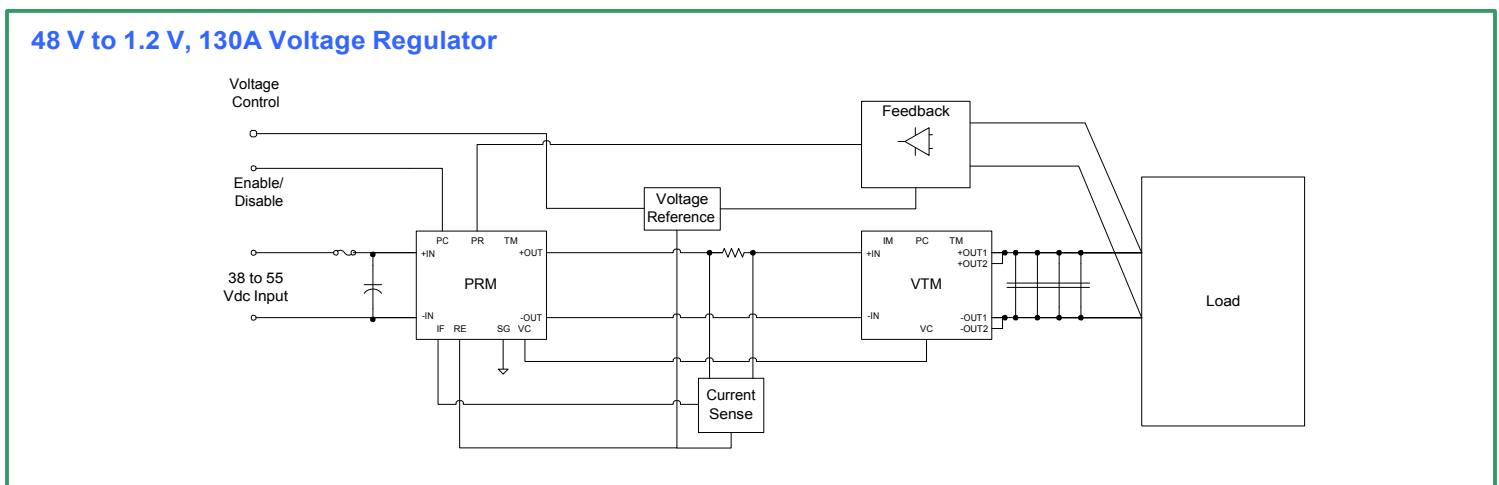 48 V to 1.2 V, 130A Voltage Regulator
Voltage
Control
Feedback
Enable/
Disable
Voltage
Reference
PC PR TM
+IN
+OUT
PRM
-IN
-OUT
IF RE SG VC
38 to 55
Vdc Input
IM PC TM
+IN
+OUT1
+OUT2
VTM
-IN
-OUT1
-OUT2
VC
Load
Current
Sense